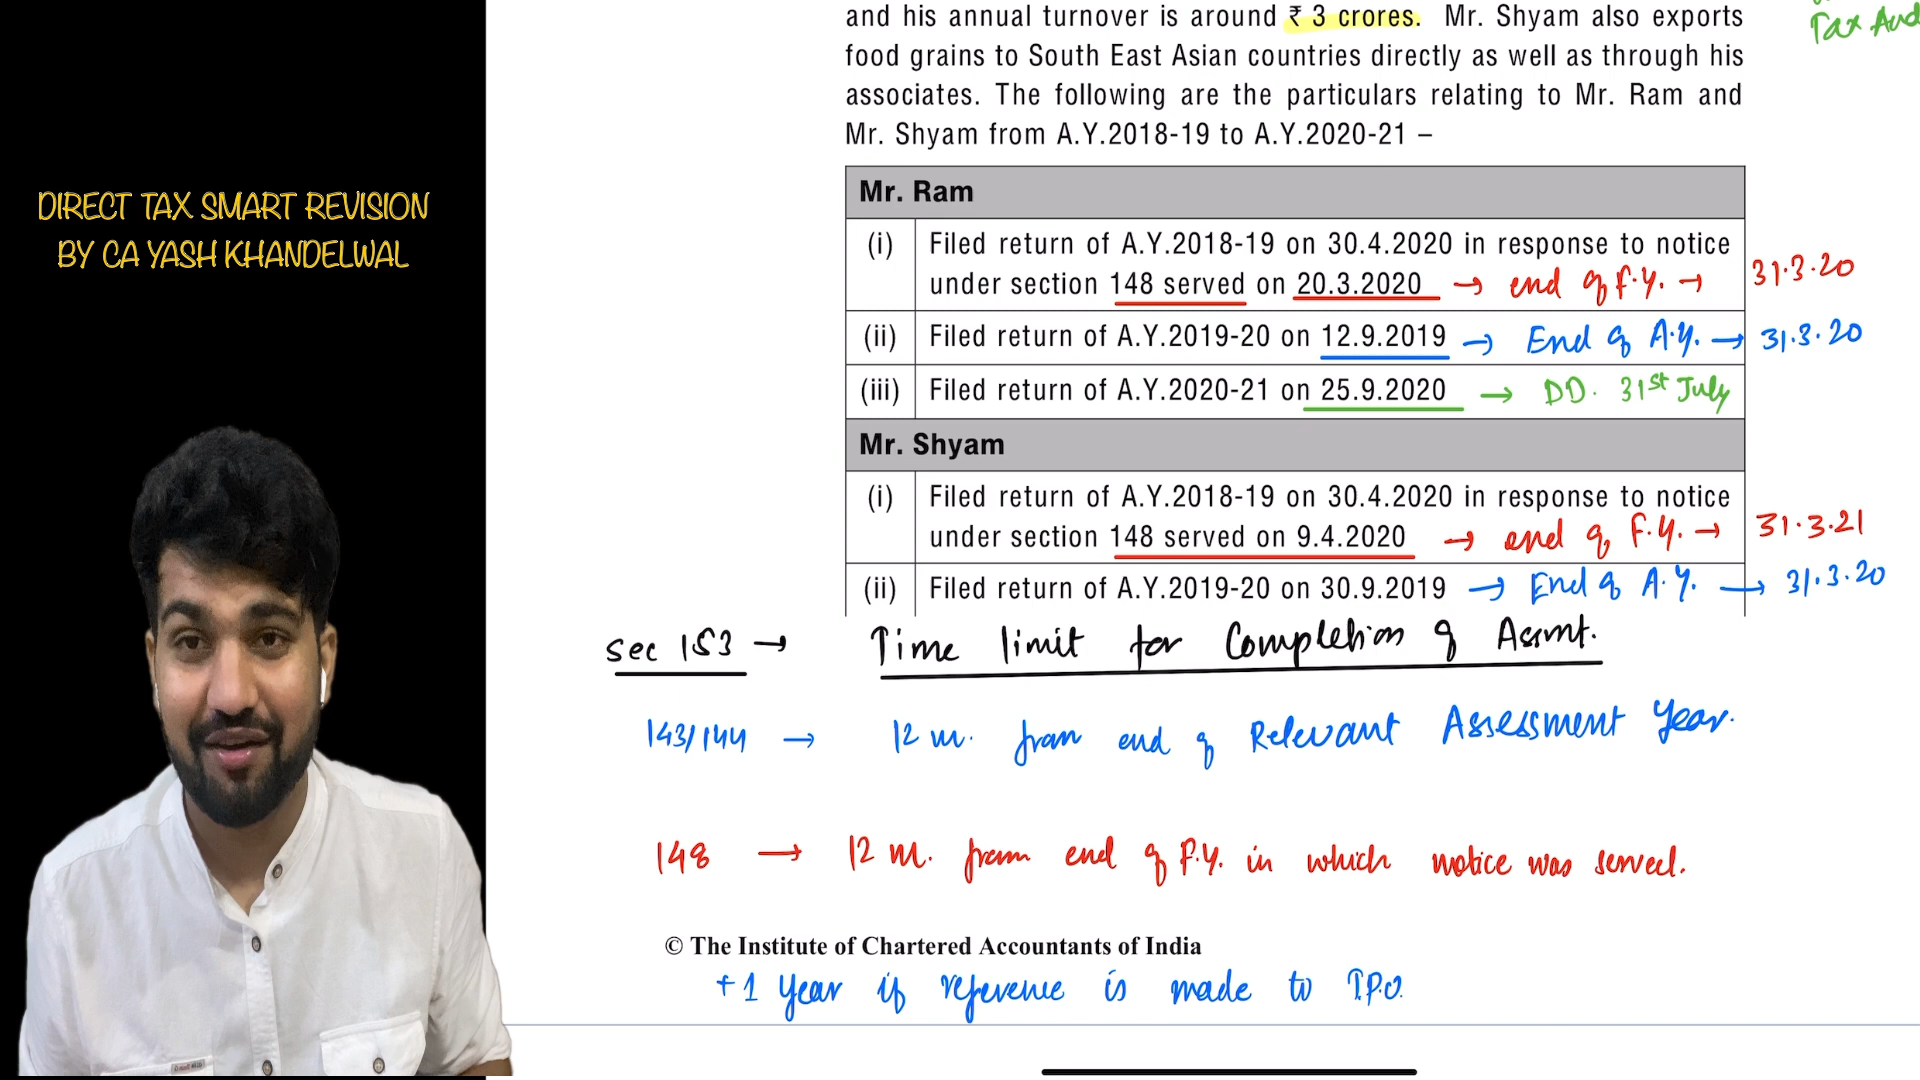 DIRECT TAX SMART REVISION
BY CA YASH KHANDELWAL
and his annual turnover is around ₹ 3 crores. Mr. Shyam also exports
Tax Aud
food grains to South East Asian countries directly as well as through his
associates. The following are the particulars relating to Mr. Ram and
Mr. Shyam from A.Y.2018-19 to A.Y.2020-21 –
Mr. Ram
(i) Filed return of A.Y.2018-19 on 30.4.2020 in response to notice
under section 148 served on 20.3.2020 → end of F.Y. → 31.3.20
(ii) Filed return of A.Y.2019-20 on 12.9.2019 → End of A.Y. → 31.3.20
(iii) Filed return of A.Y.2020-21 on 25.9.2020 → DD. 31st July
Mr. Shyam
(i) Filed return of A.Y.2018-19 on 30.4.2020 in response to notice
under section 148 served on 9.4.2020 → end of F.Y. → 31.3.21
(ii) Filed return of A.Y.2019-20 on 30.9.2019 → End of A.Y. → 31.3.20
sec 153 → Time limit for Completion of Assmt.
143/144 → 12 m. from end of Relevant Assessment Year.
148 → 12 m. from end of F.Y. in which notice was served.
© The Institute of Chartered Accountants of India
+1 year if reference is made to T.P.O.